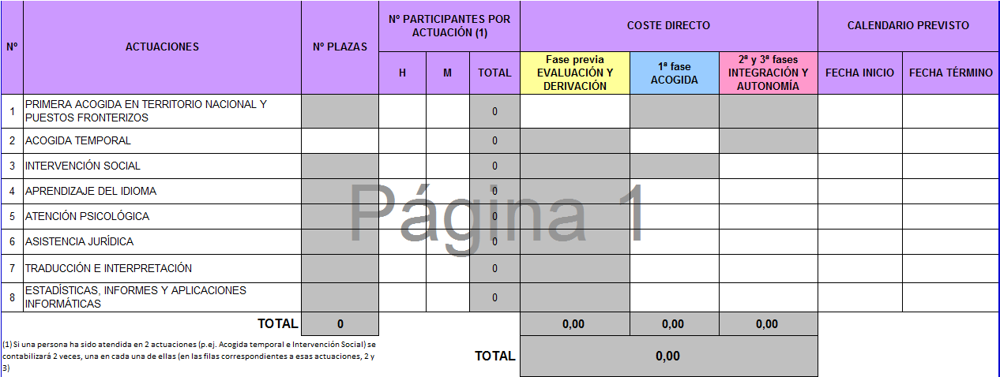 Nº
ACTUACIONES
Nº PLAZAS
Nº PARTICIPANTES POR
ACTUACIÓN (1)
COSTE DIRECTO
CALENDARIO PREVISTO
H
M
TOTAL
Fase previa
EVALUACIÓN Y
DERIVACIÓN
1ª fase
ACOGIDA
2ª y 3ª fases
INTEGRACIÓN Y
AUTONOMÍA
FECHA INICIO
FECHA TÉRMINO
1
PRIMERA ACOGIDA EN TERRITORIO NACIONAL Y
PUESTOS FRONTERIZOS
0
2
ACOGIDA TEMPORAL
0
3
INTERVENCIÓN SOCIAL
0
4
APRENDIZAJE DEL IDIOMA
0
5
ATENCIÓN PSICOLÓGICA
0
6
ASISTENCIA JURÍDICA
0
7
TRADUCCIÓN E INTERPRETACIÓN
0
8
ESTADÍSTICAS, INFORMES Y APLICACIONES
INFORMÁTICAS
0
Página 1
TOTAL
0
0,00
0,00
0,00
(1) Si una persona ha sido atendida en 2 actuaciones (p.ej. Acogida temporal e Intervención Social) se
contabilizará 2 veces, una en cada una de ellas (en las filas correspondientes a esas actuaciones, 2 y
3)
TOTAL
0,00